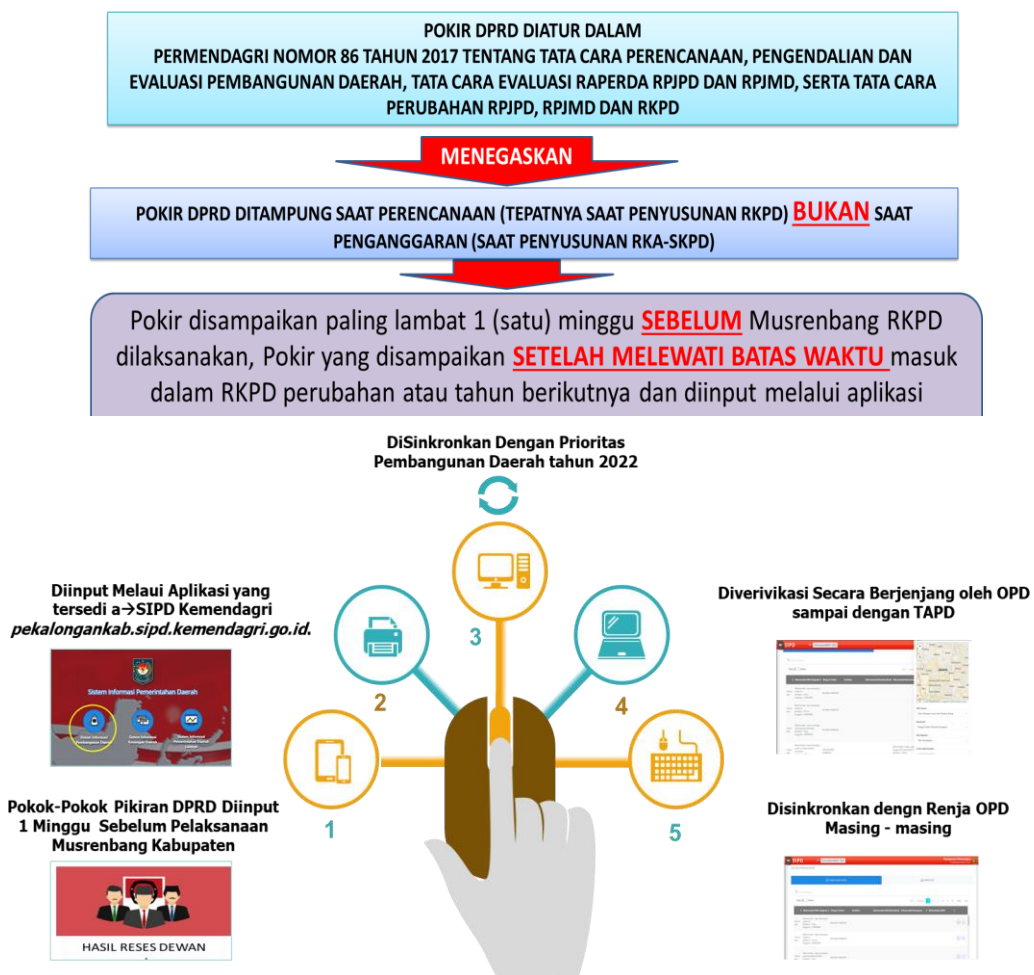 POKIR DPRD DIATUR DALAM
PERMENDAGRI NOMOR 86 TAHUN 2017 TENTANG TATA CARA PERENCANAAN, PENGENDALIAN DAN
EVALUASI PEMBANGUNAN DAERAH, TATA CARA EVALUASI RAPERDA RPJPD DAN RPJMD, SERTA TATA CARA
PERUBAHAN RPJPD, RPJMD DAN RKPD
MENEGASKAN
POKIR DPRD DITAMPUNG SAAT PERENCANAAN (TEPATNYA SAAT PENYUSUNAN RKPD) BUKAN SAAT
PENGANGGARAN (SAAT PENYUSUNAN RKA-SKPD)
Pokir disampaikan paling lambat 1 (satu) minggu SEBELUM Musrenbang RKPD
dilaksanakan, Pokir yang disampaikan SETELAH MELEWATI BATAS WAKTU masuk
dalam RKPD perubahan atau tahun berikutnya dan diinput melalui aplikasi
DiSinkronkan Dengan Prioritas
Pembangunan Daerah tahun 2022
Diinput Melaui Aplikasi yang
tersedi a→SIPD Kemendagri
pekalongankab.sipd.kemendagri.go.id.
Sistem Informasi Pemerintahan Daerah
Pokok-Pokok Pikiran DPRD Diinput
1 Minggu Sebelum Pelaksanaan
Musrenbang Kabupaten
HASIL RESES DEWAN
1
2
3
4
5
Diverivikasi Secara Berjenjang oleh OPD
sampai dengan TAPD
SIPD
Disinkronkan dengn Renja OPD
Masing - masing
SIPD